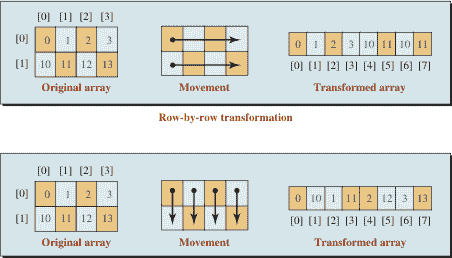 [0] [1] [2] [3]
[0] 0 1 2 3
[1] 10 11 12 13
Original array
Movement
0 1 2 3 10 11 10 11
[0] [1] [2] [3] [4] [5] [6] [7]
Transformed array
Row-by-row transformation
[0] [1] [2] [3]
[0] 0 1 2 3
[1] 10 11 12 13
Original array
Movement
0 10 1 11 2 12 3 13
[0] [1] [2] [3] [4] [5] [6] [7]
Transformed array